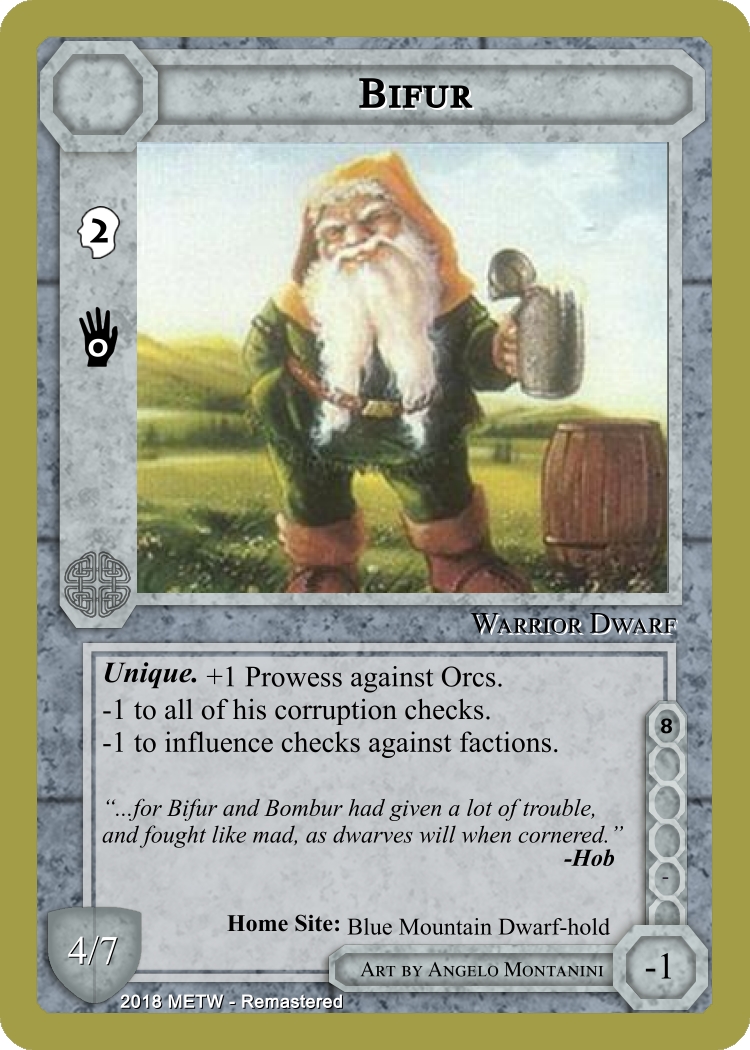 Bifur
2
0
Warrior Dwarf
Unique. +1 Prowess against Orcs.
-1 to all of his corruption checks.
-1 to influence checks against factions.
8
“...for Bifur and Bombur had given a lot of trouble,
and fought like mad, as dwarves will when cornered.”
-Hob
-
Home Site: Blue Mountain Dwarf-hold
4/7
Art by Angelo Montanini
-1
2018 METW - Remastered